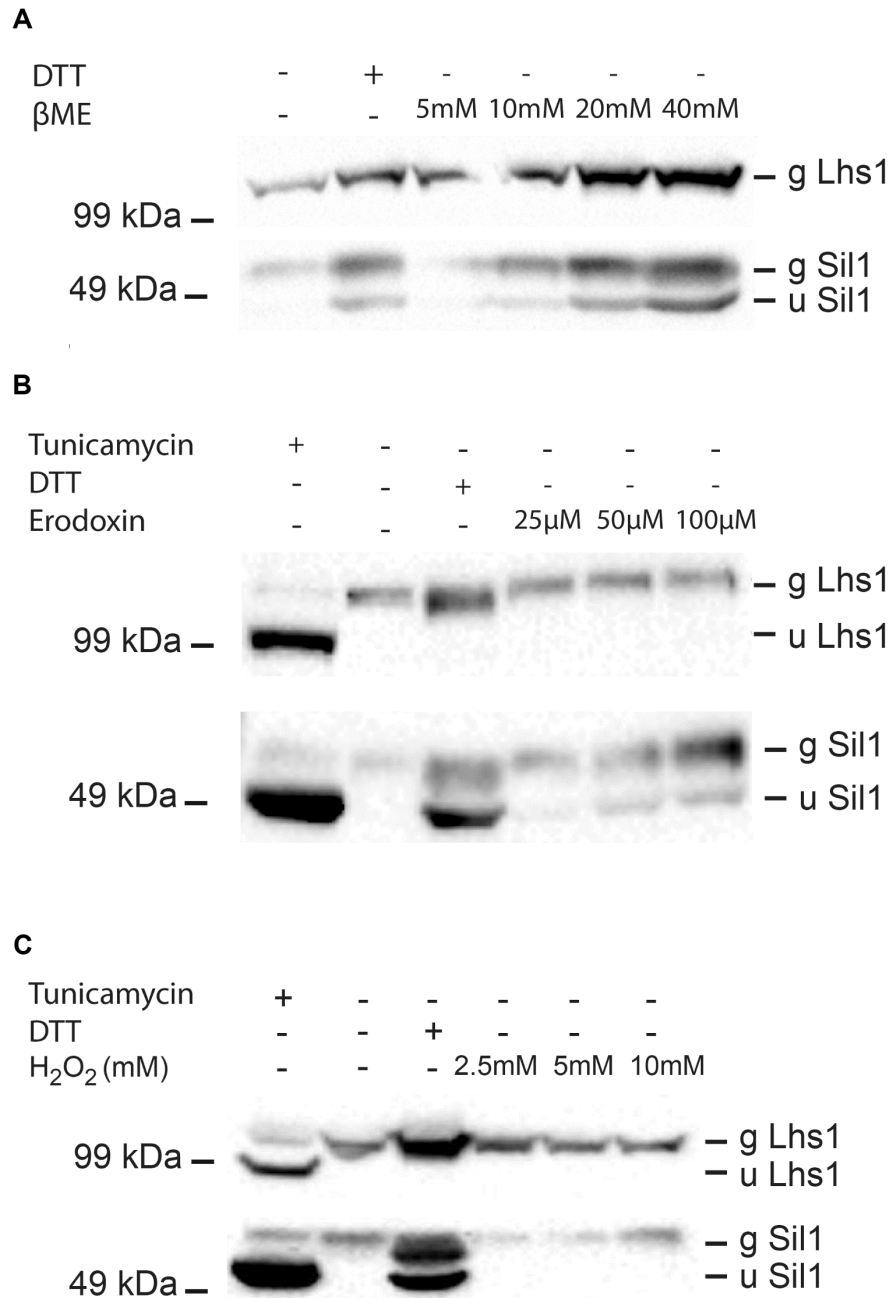 A
DTT - + - - - -
βME - - 5mM 10mM 20mM 40mM
g Lhs1
99 kDa
g Sil1
49 kDa
u Sil1
B
Tunicamycin + - - - - -
DTT - - + - - -
Erodoxin - - - 25µM 50µM 100µM
g Lhs1
99 kDa
u Lhs1
g Sil1
49 kDa
u Sil1
C
Tunicamycin + - - - - -
DTT - - + - - -
H₂O₂ (mM) - - - 2.5mM 5mM 10mM
g Lhs1
99 kDa
u Lhs1
g Sil1
u Sil1
49 kDa